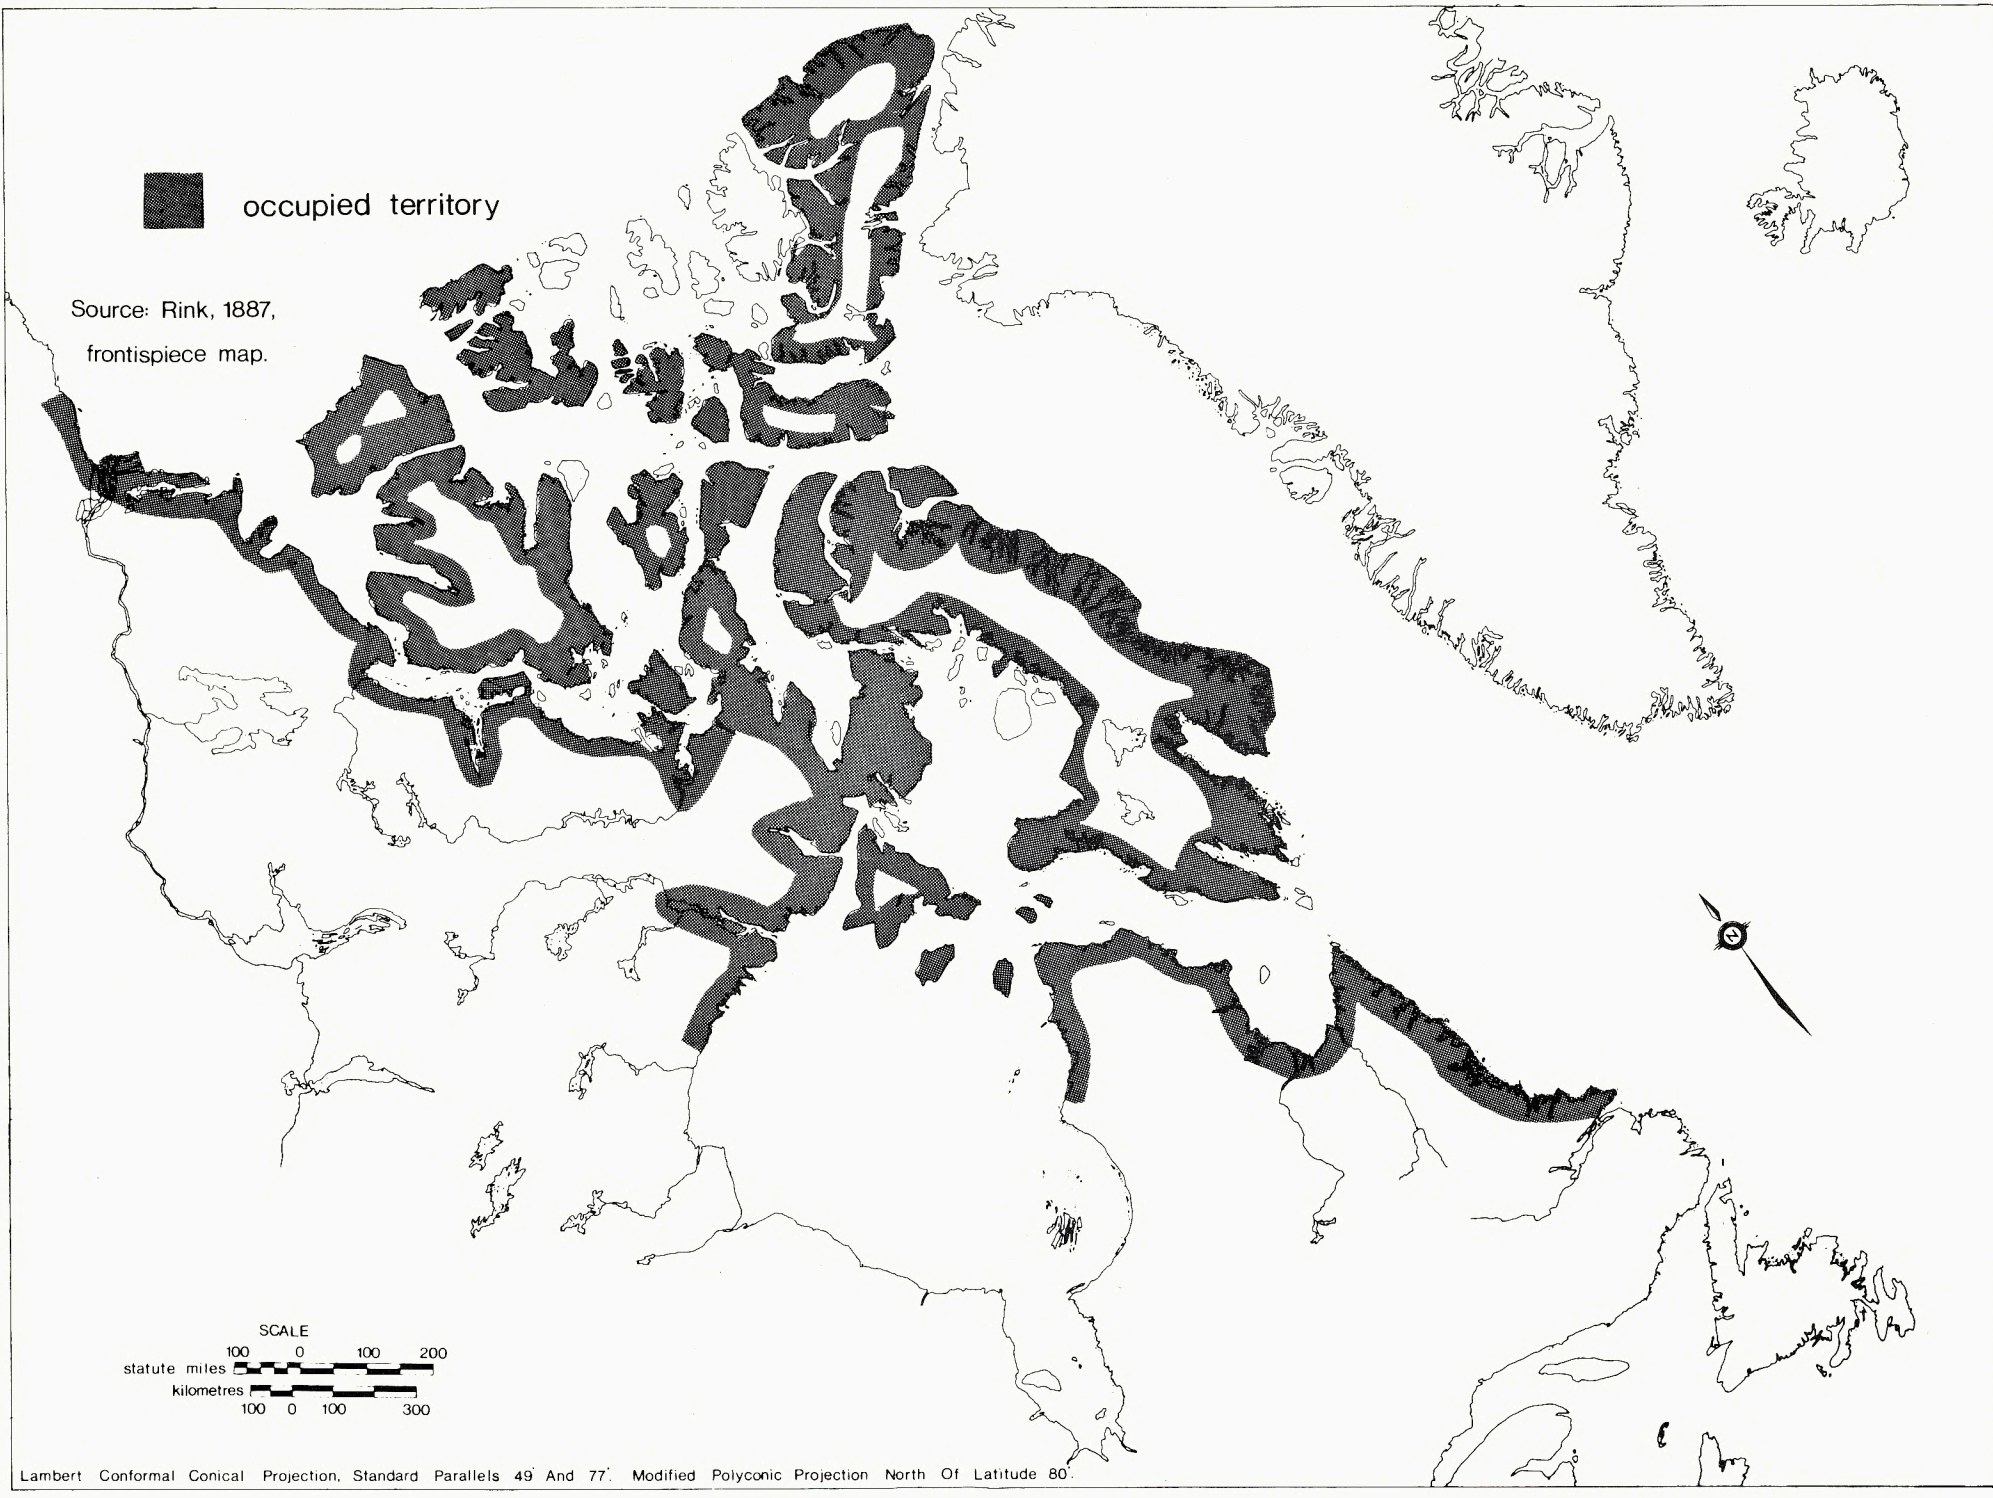 occupied territory
Source: Rink, 1887,
frontispiece map.
N
SCALE
100 0 100 200
statute miles
kilometres
100 0 100 300
Lambert Conformal Conical Projection, Standard Parallels 49° And 77°. Modified Polyconic Projection North Of Latitude 80°.